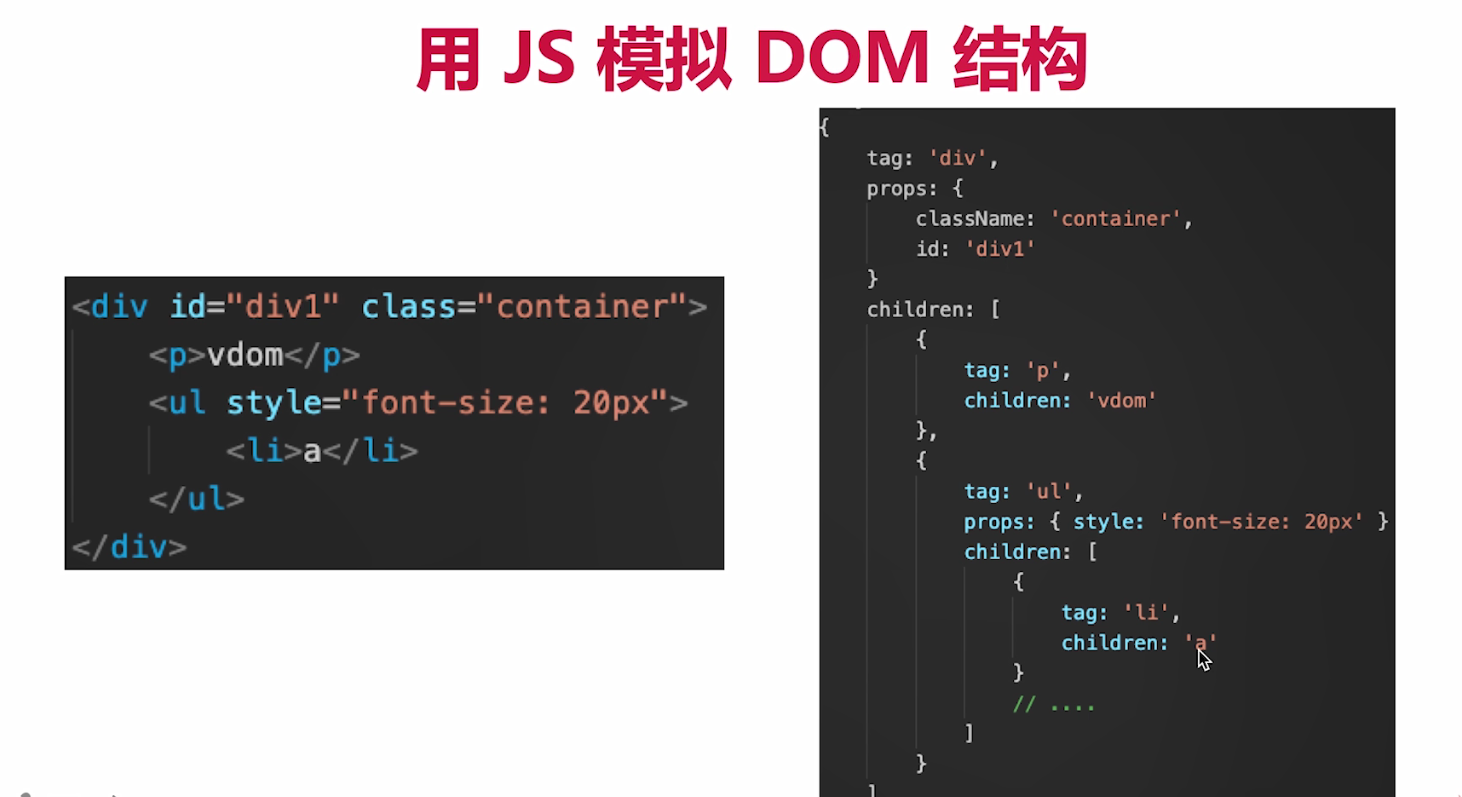 用 JS 模拟 DOM 结构
<div id="div1" class="container">
<p>vdom</p>
<ul style="font-size: 20px">
<li>a</li>
</ul>
</div>
{
tag: 'div',
props: {
className: 'container',
id: 'div1'
}
children: [
{
tag: 'p',
children: 'vdom'
},
{
tag: 'ul',
props: { style: 'font-size: 20px' }
children: [
{
tag: 'li',
children: 'a'
}
// ....
]
}
]